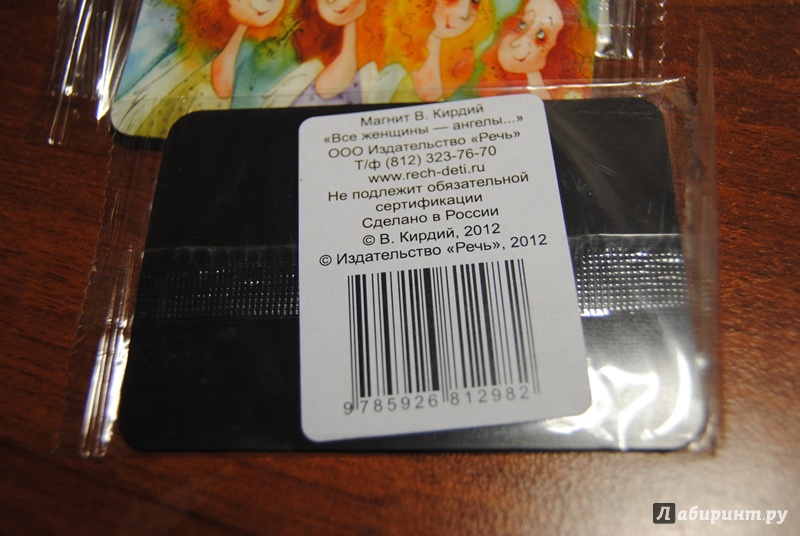 Магнит В. Кирдий
«Все женщины — ангелы...»
ООО Издательство «Речь»
Т/ф (812) 323-76-70
www.rech-deti.ru
Не подлежит обязательной
сертификации
Сделано в России
© В. Кирдий, 2012
© Издательство «Речь», 2012
9 785926 812982
Лабиринт.ру